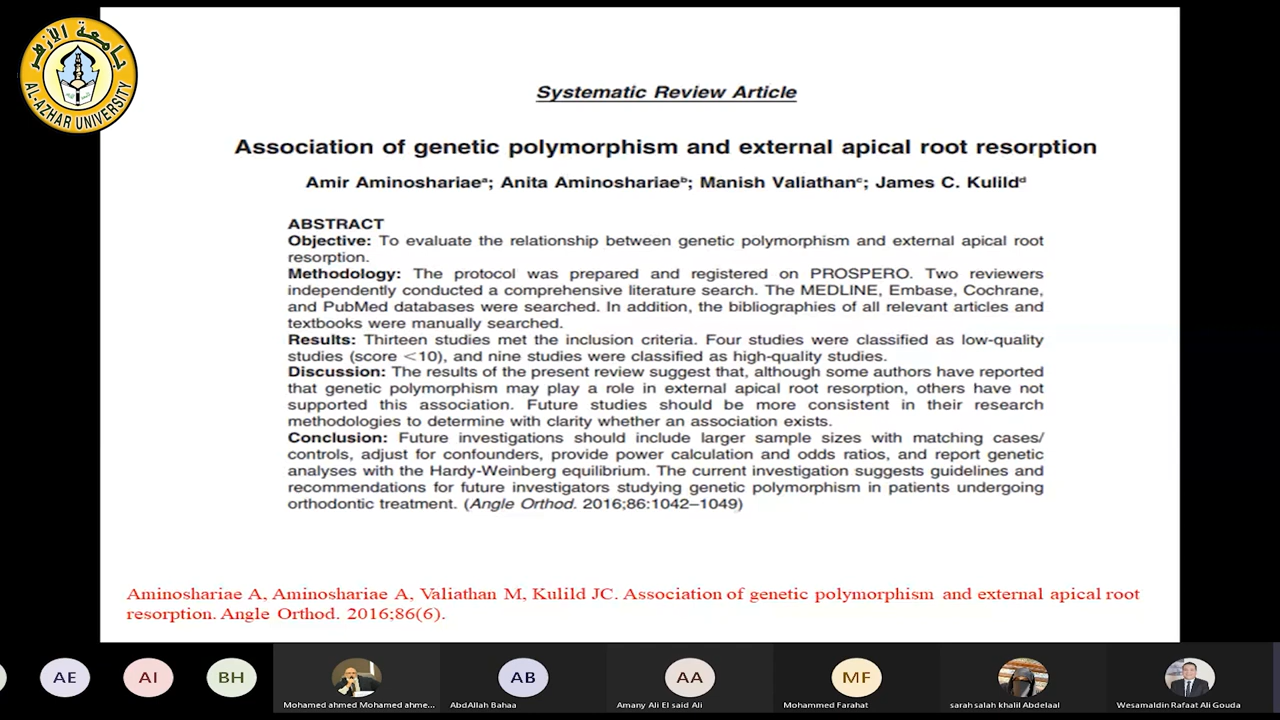 جامعة الأزهر
AL-AZHAR UNIVERSITY
Systematic Review Article
Association of genetic polymorphism and external apical root resorption
Amir Aminoshariaeᵃ; Anita Aminoshariaeᵇ; Manish Valiathanᶜ; James C. Kulildᵈ
ABSTRACT
Objective: To evaluate the relationship between genetic polymorphism and external apical root
resorption.
Methodology: The protocol was prepared and registered on PROSPERO. Two reviewers
independently conducted a comprehensive literature search. The MEDLINE, Embase, Cochrane,
and PubMed databases were searched. In addition, the bibliographies of all relevant articles and
textbooks were manually searched.
Results: Thirteen studies met the inclusion criteria. Four studies were classified as low-quality
studies (score <10), and nine studies were classified as high-quality studies.
Discussion: The results of the present review suggest that, although some authors have reported
that genetic polymorphism may play a role in external apical root resorption, others have not
supported this association. Future studies should be more consistent in their research
methodologies to determine with clarity whether an association exists.
Conclusion: Future investigations should include larger sample sizes with matching cases/
controls, adjust for confounders, provide power calculation and odds ratios, and report genetic
analyses with the Hardy-Weinberg equilibrium. The current investigation suggests guidelines and
recommendations for future investigators studying genetic polymorphism in patients undergoing
orthodontic treatment. (Angle Orthod. 2016;86:1042–1049)
Aminoshariae A, Aminoshariae A, Valiathan M, Kulild JC. Association of genetic polymorphism and external apical root
resorption. Angle Orthod. 2016;86(6).
AE
AI
BH
AB
AA
MF
Mohamed ahmed Mohamed ahme...
AbdAllah Bahaa
Amany Ali El said Ali
Mohammed Farahat
sarah salah khalil Abdelaal
Wesamaldin Rafaat Ali Gouda